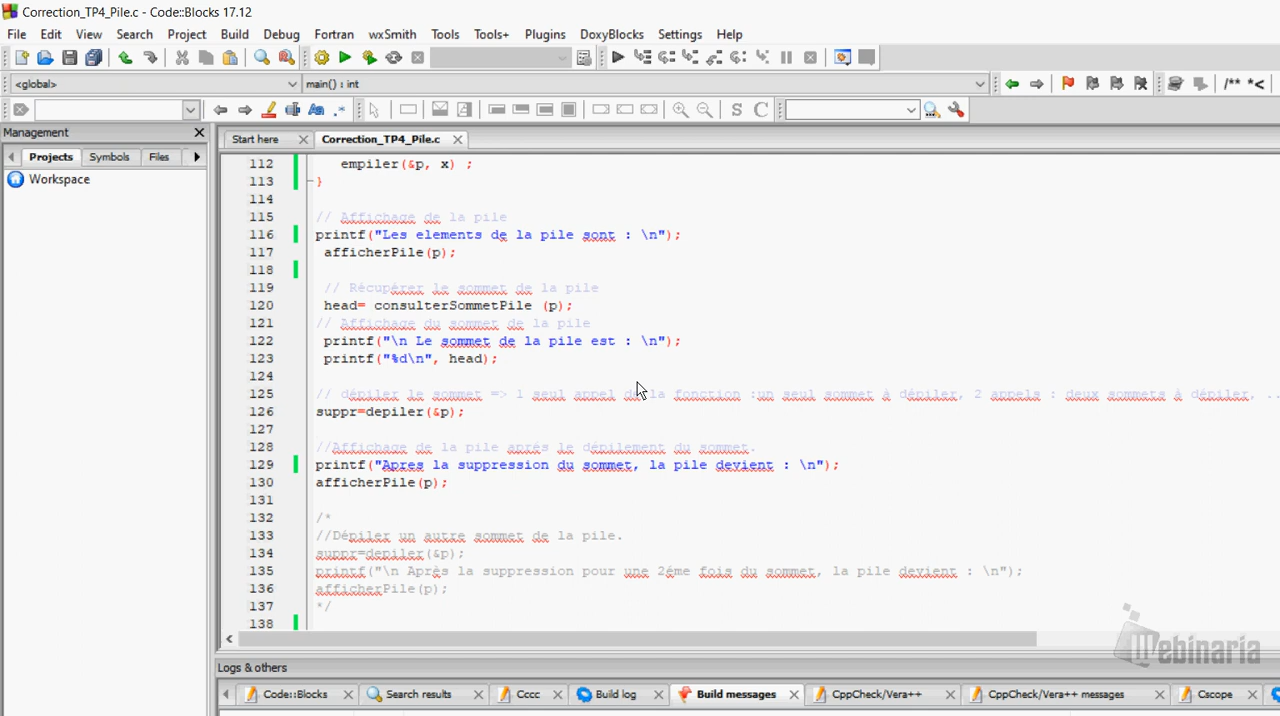 Correction_TP4_Pile.c - Code::Blocks 17.12
File Edit View Search Project Build Debug Fortran wxSmith Tools Tools+ Plugins DoxyBlocks Settings Help
<global> main() : int /** *<
S C
Management
Start here Correction_TP4_Pile.c
Projects Symbols Files
Workspace
112 empiler(&p, x) ;
113 }
114
115 // Affichage de la pile
116 printf("Les elements de la pile sont : \n");
117 afficherPile(p);
118
119 // Récupérer le sommet de la pile
120 head= consulterSommetPile (p);
121 // Affichage du sommet de la pile
122 printf("\n Le sommet de la pile est : \n");
123 printf("%d\n", head);
124
125 // dépiler le sommet => 1 seul appel de la fonction :un seul sommet à dépiler, 2 appels : deux sommets à dépiler, ..
126 suppr=depiler(&p);
127
128 //Affichage de la pile aprés le dépilement du sommet.
129 printf("Apres la suppression du sommet, la pile devient : \n");
130 afficherPile(p);
131
132 /*
133 //Dépiler un autre sommet de la pile.
134 suppr=depiler(&p);
135 printf("\n Après la suppression pour une 2éme fois du sommet, la pile devient : \n");
136 afficherPile(p);
137 */
138
Webinaria
Logs & others
Code::Blocks Search results Cccc Build log Build messages CppCheck/Vera++ CppCheck/Vera++ messages Cscope